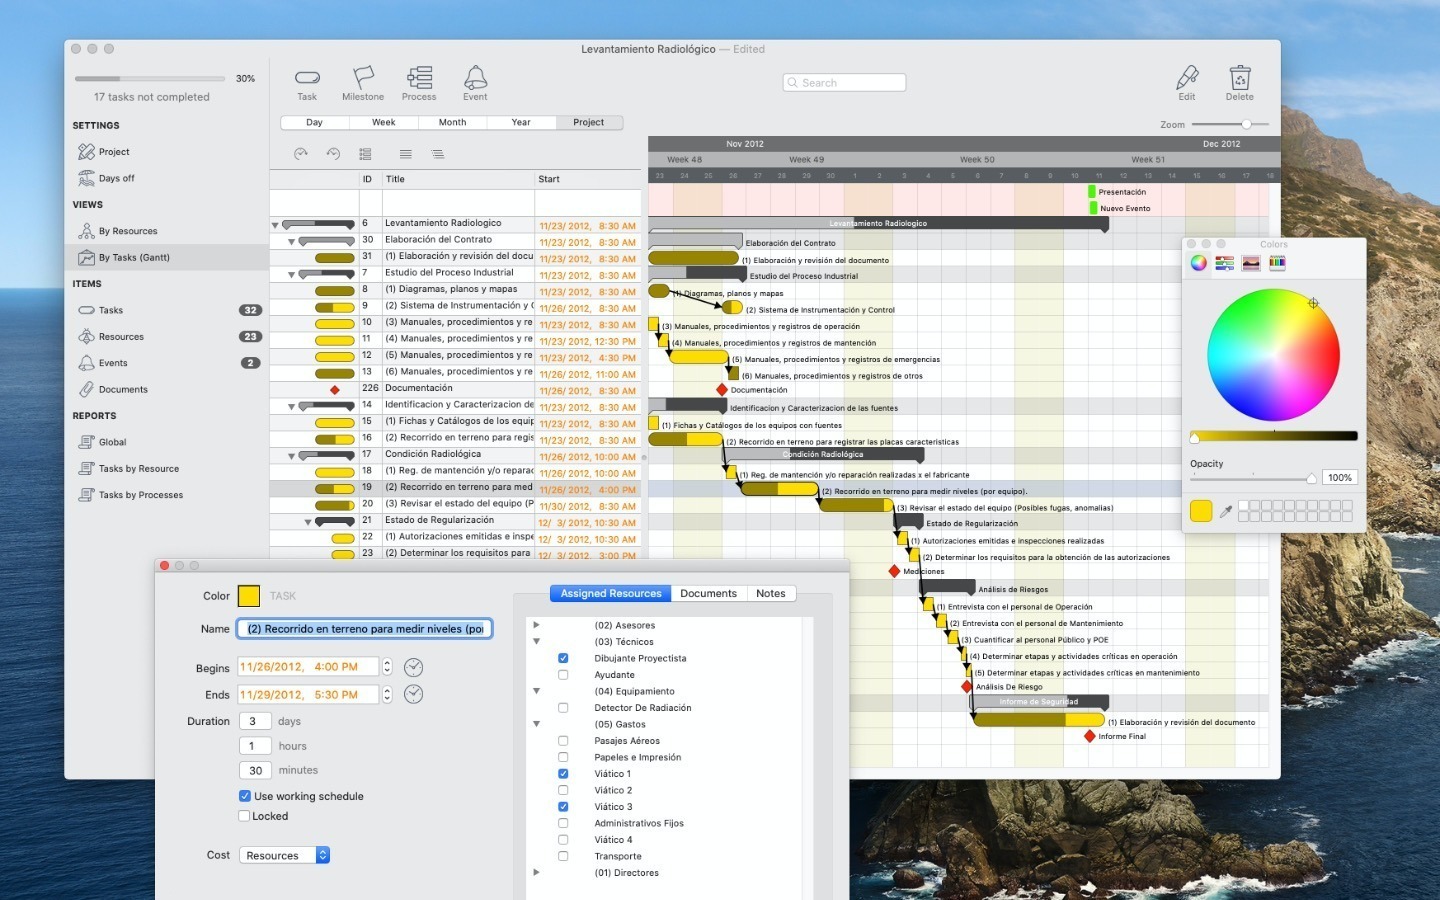 Levantamiento Radiológico — Edited
30%
17 tasks not completed
SETTINGS
Project
Days off
VIEWS
By Resources
By Tasks (Gantt)
ITEMS
Tasks 32
Resources 23
Events 2
Documents
REPORTS
Global
Tasks by Resource
Tasks by Processes
Task Milestone Process Event
Search
Edit Delete
Day Week Month Year Project
Zoom
ID Title Start
6 Levantamiento Radiologico 11/23/2012, 8:30 AM
30 Elaboración del Contrato 11/23/2012, 8:30 AM
31 (1) Elaboración y revisión del docu 11/23/2012, 8:30 AM
7 Estudio del Proceso Industrial 11/23/2012, 8:30 AM
8 (1) Diagramas, planos y mapas 11/23/2012, 8:30 AM
9 (2) Sistema de Instrumentación y C 11/26/2012, 8:30 AM
10 (3) Manuales, procedimientos y re 11/23/2012, 8:30 AM
11 (4) Manuales, procedimientos y re 11/23/2012, 12:30 PM
12 (5) Manuales, procedimientos y re 11/23/2012, 4:30 PM
13 (6) Manuales, procedimientos y re 11/26/2012, 11:00 AM
226 Documentación 11/26/2012, 8:30 AM
14 Identificacion y Caracterizacion de 11/23/2012, 8:30 AM
15 (1) Fichas y Catálogos de los equip 11/23/2012, 8:30 AM
16 (2) Recorrido en terreno para regis 11/23/2012, 8:30 AM
17 Condición Radiológica 11/26/2012, 10:00 AM
18 (1) Reg. de mantención y/o reparac 11/26/2012, 10:00 AM
19 (2) Recorrido en terreno para med 11/26/2012, 4:00 PM
20 (3) Revisar el estado del equipo (P 11/30/2012, 8:30 AM
21 Estado de Regularización 12/ 3/2012, 10:30 AM
22 (1) Autorizaciones emitidas e insp 12/ 3/2012, 10:30 AM
23 (2) Determinar los requisitos para 12/ 3/2012, 3:00 PM
Nov 2012 Dec 2012
Week 48 Week 49 Week 50 Week 51
23 24 25 26 27 28 29 30 1 2 3 4 5 6 7 8 9 10 11 12 13 14 15 16 17 18
Presentación
Nuevo Evento
Levantamiento Radiologico
Elaboración del Contrato
(1) Elaboración y revisión del documento
Estudio del Proceso Industrial
(1) Diagramas, planos y mapas
(2) Sistema de Instrumentación y Control
(3) Manuales, procedimientos y registros de operación
(4) Manuales, procedimientos y registros de mantención
(5) Manuales, procedimientos y registros de emergencias
(6) Manuales, procedimientos y registros de otros
Documentación
Identificacion y Caracterizacion de las fuentes
(1) Fichas y Catálogos de los equipos con fuentes
(2) Recorrido en terreno para registrar las placas caracteristicas
Condición Radiológica
(1) Reg. de mantención y/o reparación realizadas x el fabricante
(2) Recorrido en terreno para medir niveles (por equipo).
(3) Revisar el estado del equipo (Posibles fugas, anomalias)
Estado de Regularización
(1) Autorizaciones emitidas e inspecciones realizadas
(2) Determinar los requisitos para la obtención de las autorizaciones
Mediciones
Análisis de Riesgos
(1) Entrevista con el personal de Operación
(2) Entrevista con el personal de Mantenimiento
(3) Cuantificar al personal Público y POE
(4) Determinar etapas y actividades críticas en operación
(5) Determinar etapas y actividades críticas en mantenimiento
Análisis De Riesgo
Informe de Seguridad
(1) Elaboración y revisión del documento
Informe Final
Colors
Opacity
100%
Color TASK
Name (2) Recorrido en terreno para medir niveles (por
Begins 11/26/2012, 4:00 PM
Ends 11/29/2012, 5:30 PM
Duration 3 days
1 hours
30 minutes
Use working schedule
Locked
Cost Resources
Assigned Resources Documents Notes
(02) Asesores
(03) Técnicos
Dibujante Proyectista
Ayudante
(04) Equipamiento
Detector De Radiación
(05) Gastos
Pasajes Aéreos
Papeles e Impresión
Viático 1
Viático 2
Viático 3
Administrativos Fijos
Viático 4
Transporte
(01) Directores